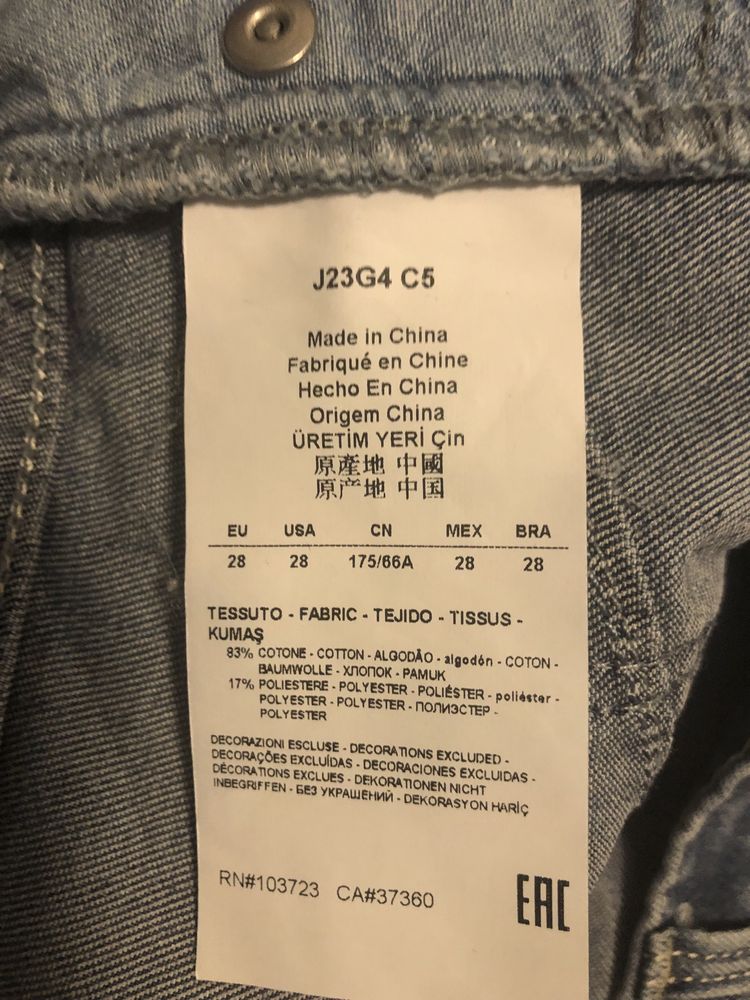 J23G4 C5
Made in China
Fabriqué en Chine
Hecho En China
Origem China
ÜRETİM YERİ Çin
原產地 中國
原产地 中国
EU USA CN MEX BRA
28 28 175/66A 28 28
TESSUTO - FABRIC - TEJIDO - TISSUS -
KUMAŞ
83% COTONE - COTTON - ALGODÃO - algodón - COTON -
BAUMWOLLE - ХЛОПОК - PAMUK
17% POLIESTERE - POLYESTER - POLIÉSTER - poliéster -
POLYESTER - POLYESTER - ПОЛИЭСТЕР -
POLYESTER
DECORAZIONI ESCLUSE - DECORATIONS EXCLUDED -
DECORAÇÕES EXCLUÍDAS - DECORACIONES EXCLUIDAS -
DÉCORATIONS EXCLUES - DEKORATIONEN NICHT
INBEGRIFFEN - БЕЗ УКРАШЕНИЙ - DEKORASYON HARİÇ
RN#103723 CA#37360
EAC